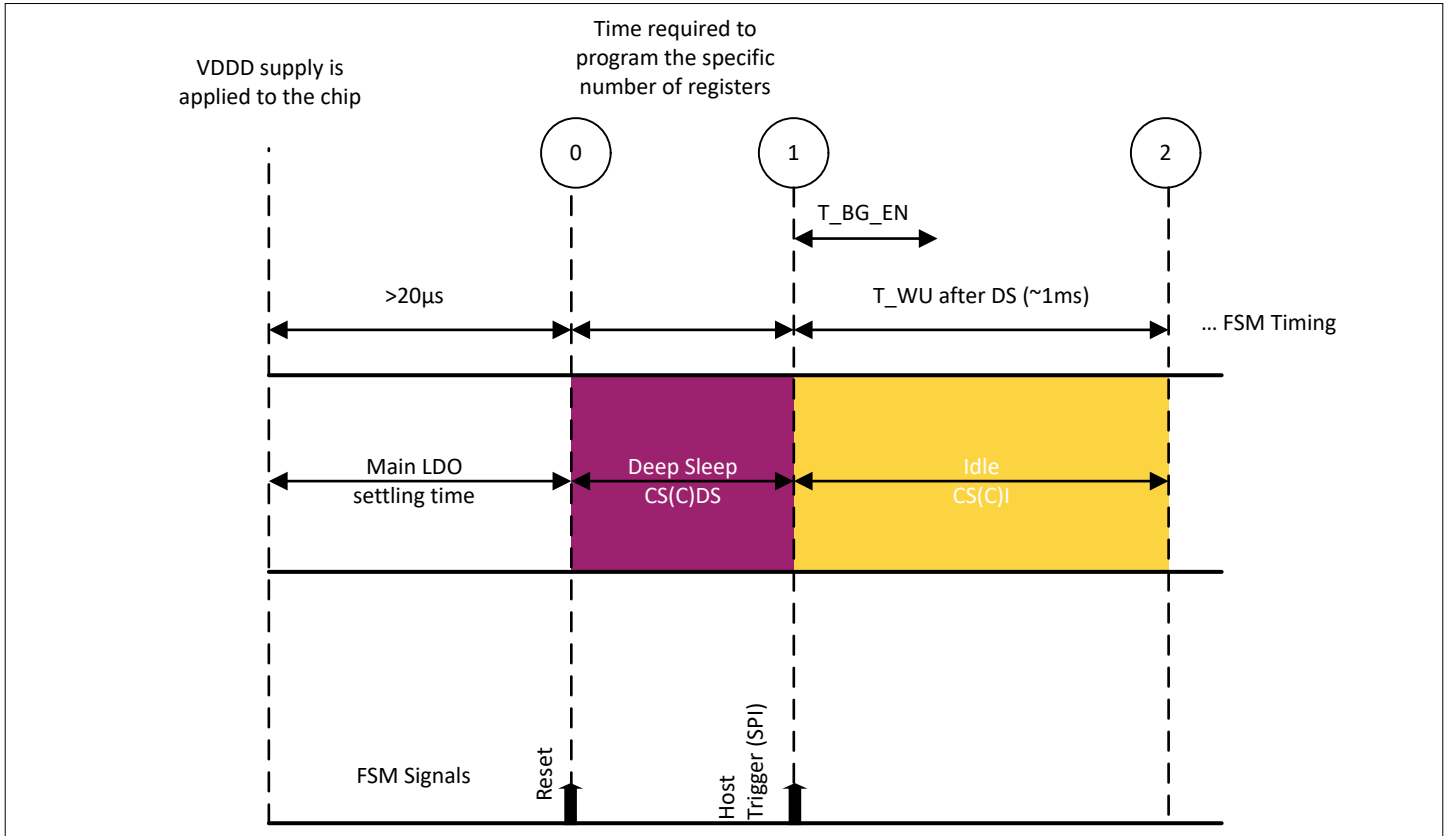 Time required to
program the specific
number of registers
VDDD supply is
applied to the chip
0
1
2
T_BG_EN
>20µs
T_WU after DS (~1ms)
... FSM Timing
Main LDO
settling time
Deep Sleep
CS(C)DS
Idle
CS(C)I
FSM Signals
Reset
Host
Trigger (SPI)